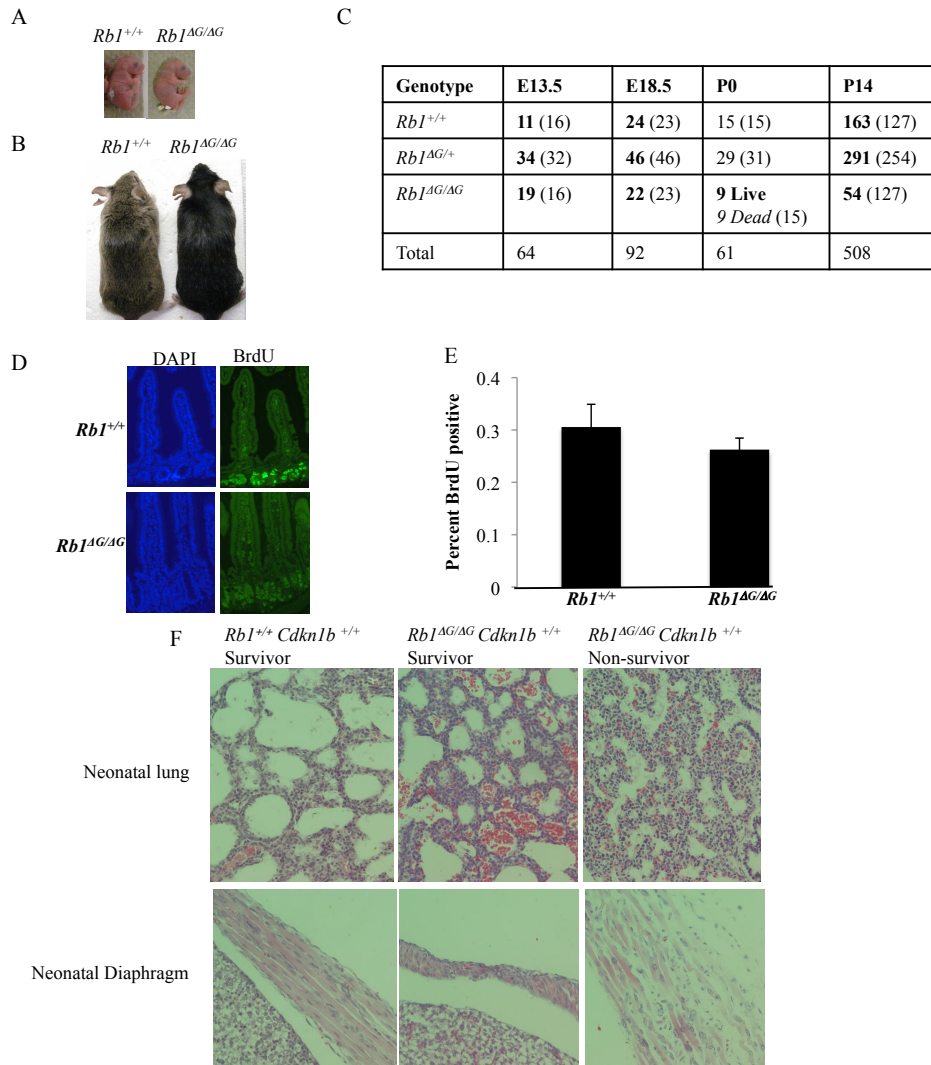 A
Rb1+/+ Rb1ΔG/ΔG
B
Rb1+/+ Rb1ΔG/ΔG
C
Genotype E13.5 E18.5 P0 P14
Rb1+/+ 11 (16) 24 (23) 15 (15) 163 (127)
Rb1ΔG/+ 34 (32) 46 (46) 29 (31) 291 (254)
Rb1ΔG/ΔG 19 (16) 22 (23) 9 Live 54 (127)
9 Dead (15)
Total 64 92 61 508
D
DAPI BrdU
Rb1+/+
Rb1ΔG/ΔG
E
Percent BrdU positive
0.4
0.3
0.2
0.1
0
Rb1+/+ Rb1ΔG/ΔG
F
Rb1+/+ Cdkn1b +/+ Rb1ΔG/ΔG Cdkn1b +/+ Rb1ΔG/ΔG Cdkn1b +/+
Survivor Survivor Non-survivor
Neonatal lung
Neonatal Diaphragm